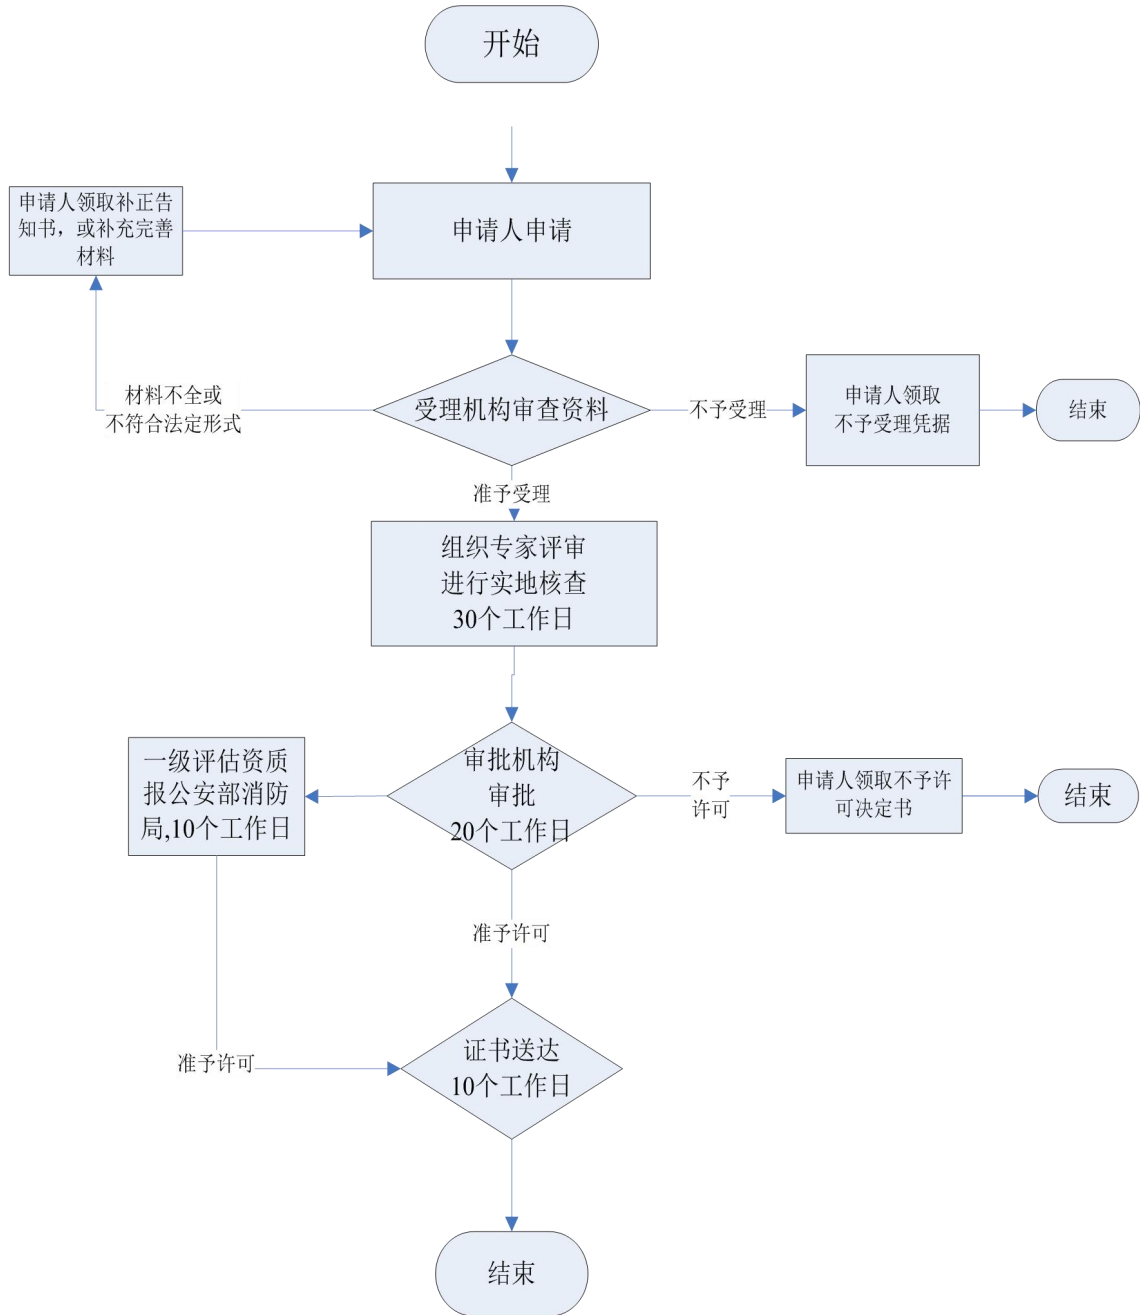 开始
申请人领取补正告
知书，或补充完善
材料
申请人申请
材料不全或
不符合法定形式
受理机构审查资料
不予受理
申请人领取
不予受理凭据
结束
准予受理
组织专家评审
进行实地核查
30个工作日
一级评估资质
报公安部消防
局,10个工作日
审批机构
审批
20个工作日
不予
许可
申请人领取不予许
可决定书
结束
准予许可
准予许可
证书送达
10个工作日
结束